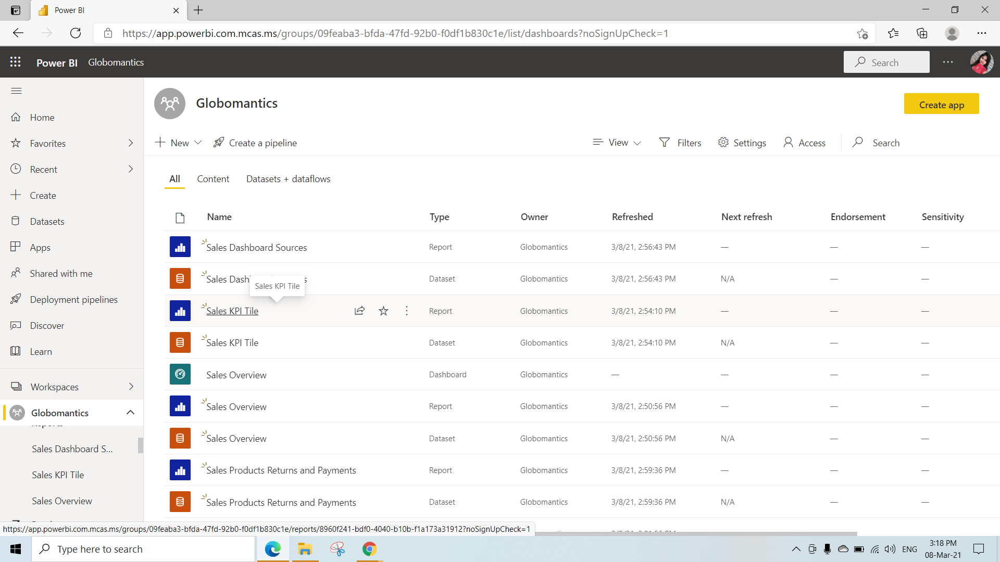 Power BI
https://app.powerbi.com.mcas.ms/groups/09feaba3-bfda-47fd-92b0-f0df1b830c1e/list/dashboards?noSignUpCheck=1
Power BI Globomantics
Search
Home
Favorites
Recent
Create
Datasets
Apps
Shared with me
Deployment pipelines
Discover
Learn
Workspaces
Globomantics
Reports
Sales Dashboard S...
Sales KPI Tile
Sales Overview
Globomantics
Create app
New Create a pipeline View Filters Settings Access Search
All Content Datasets + dataflows
Name Type Owner Refreshed Next refresh Endorsement Sensitivity
Sales Dashboard Sources Report Globomantics 3/8/21, 2:56:43 PM — — —
Sales Dash s Dataset Globomantics 3/8/21, 2:56:43 PM N/A — —
Sales KPI Tile
Sales KPI Tile Report Globomantics 3/8/21, 2:54:10 PM — — —
Sales KPI Tile Dataset Globomantics 3/8/21, 2:54:10 PM N/A — —
Sales Overview Dashboard Globomantics — — — —
Sales Overview Report Globomantics 3/8/21, 2:50:56 PM — — —
Sales Overview Dataset Globomantics 3/8/21, 2:50:56 PM N/A — —
Sales Products Returns and Payments Report Globomantics 3/8/21, 2:59:36 PM — — —
Sales Products Returns and Payments Dataset Globomantics 3/8/21, 2:59:36 PM N/A — —
https://app.powerbi.com.mcas.ms/groups/09feaba3-bfda-47fd-92b0-f0df1b830c1e/reports/8960f241-bdf0-4040-b10b-f1a173a31912?noSignUpCheck=1
Type here to search
ENG
3:18 PM
08-Mar-21